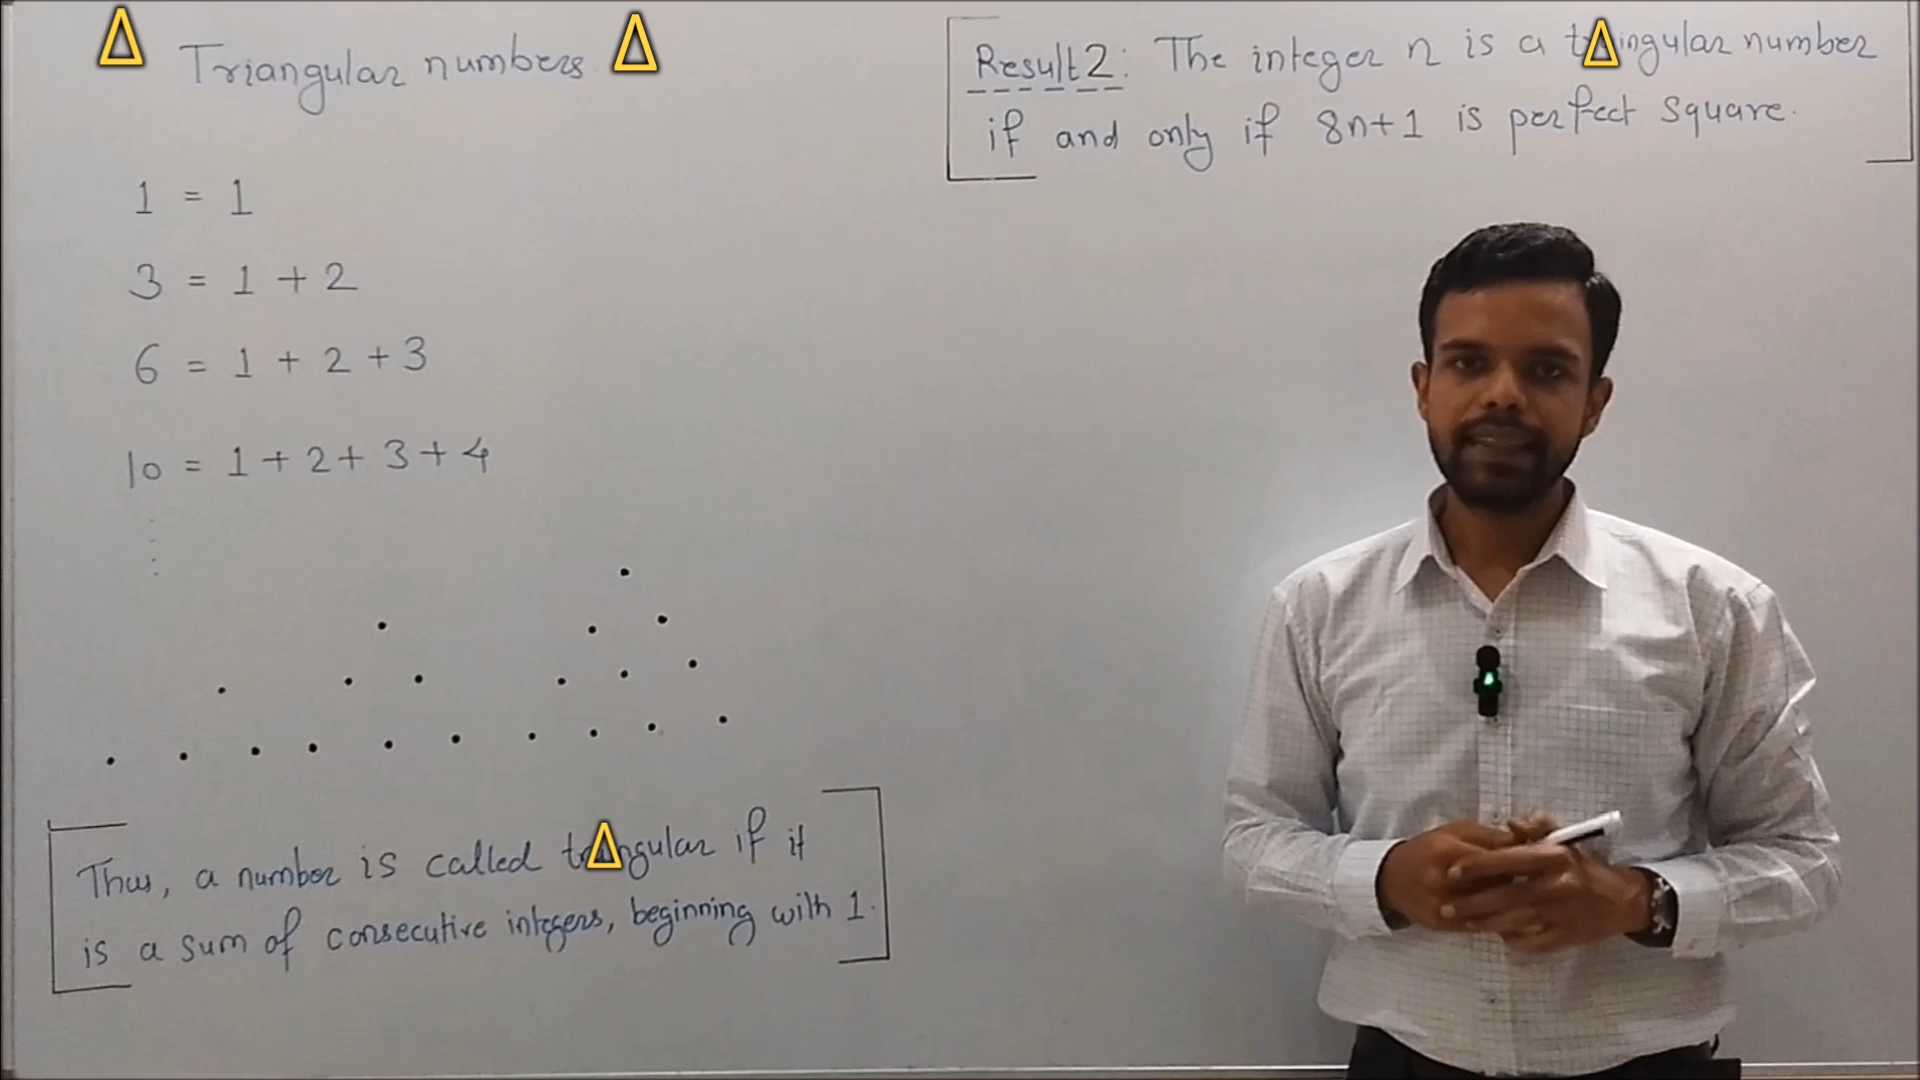 Δ Triangular numbers Δ
1 = 1
3 = 1 + 2
6 = 1 + 2 + 3
10 = 1 + 2 + 3 + 4
Thus, a number is called trΔngular if it
is a sum of consecutive integers, beginning with 1.
Result 2: The integer n is a trΔingular number
if and only if 8n+1 is perfect square.